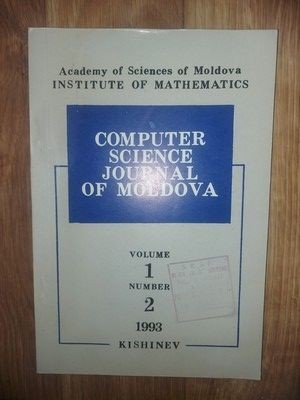 Academy of Sciences of Moldova
INSTITUTE OF MATHEMATICS
COMPUTER
SCIENCE
JOURNAL
OF MOLDOVA
VOLUME
1
NUMBER
2
1993
KISHINEV